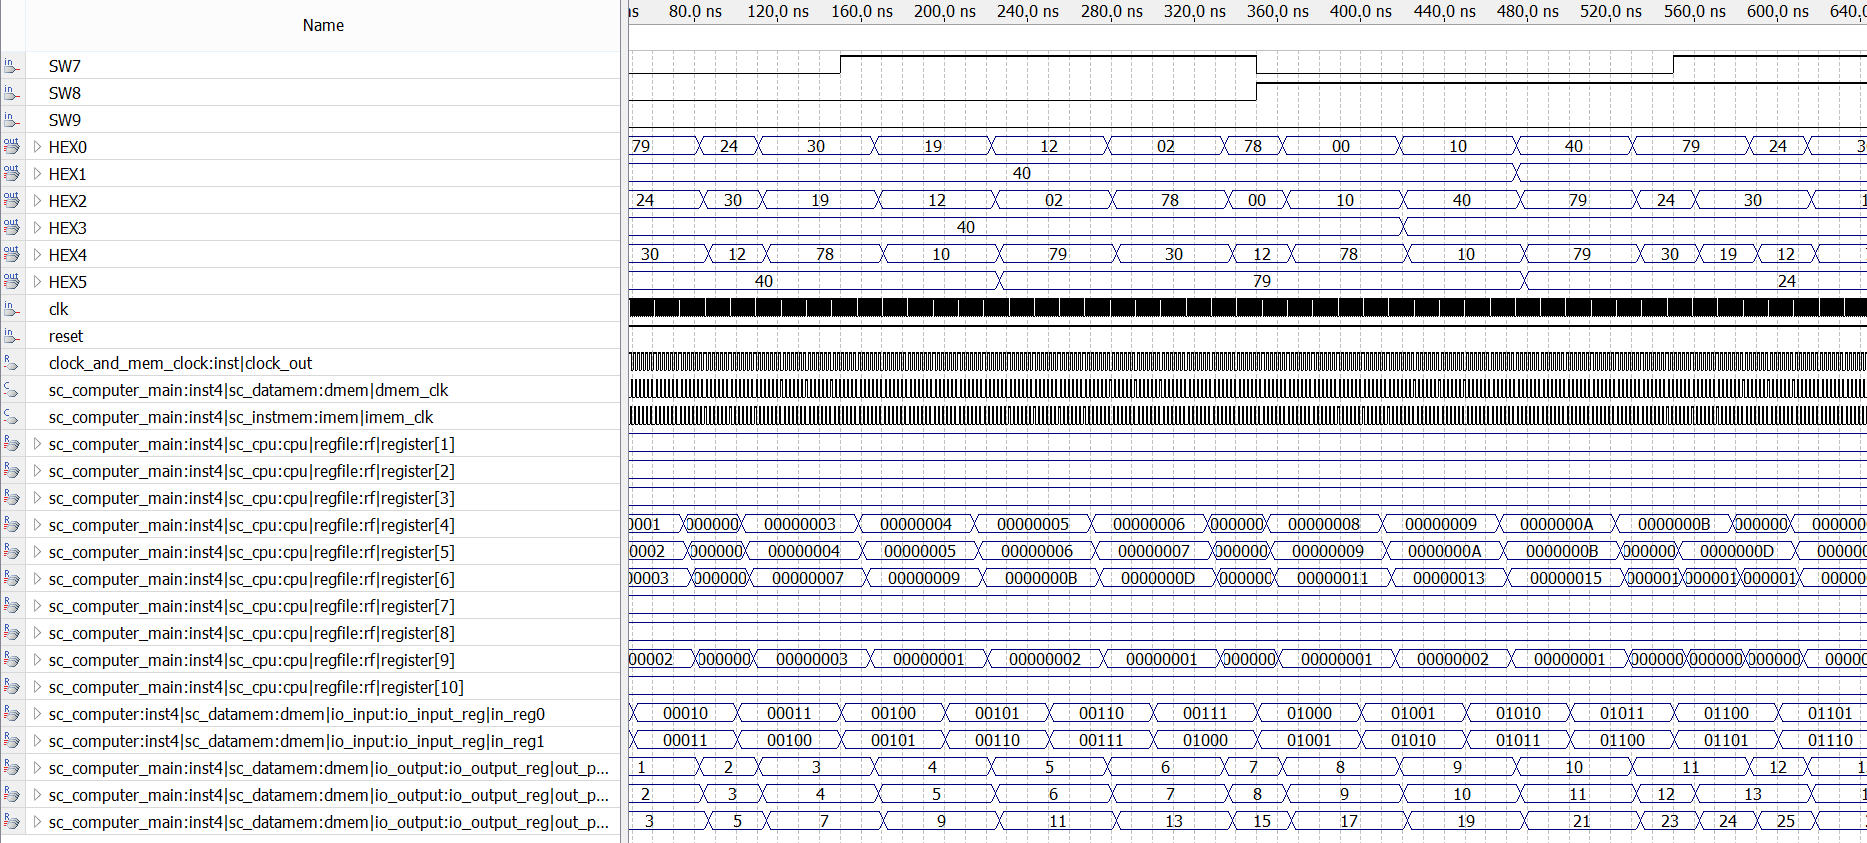 Name ns 80.0 ns 120.0 ns 160.0 ns 200.0 ns 240.0 ns 280.0 ns 320.0 ns 360.0 ns 400.0 ns 440.0 ns 480.0 ns 520.0 ns 560.0 ns 600.0 ns 640.
in SW7
in SW8
in SW9
out HEX0 79 24 30 19 12 02 78 00 10 40 79 24 3
out HEX1 40
out HEX2 24 30 19 12 02 78 00 10 40 79 24 30 1
out HEX3 40
out HEX4 30 12 78 10 79 30 12 78 10 79 30 19 12
out HEX5 40 79 24
in clk
in reset
R clock_and_mem_clock:inst|clock_out
C sc_computer_main:inst4|sc_datamem:dmem|dmem_clk
C sc_computer_main:inst4|sc_instmem:imem|imem_clk
R sc_computer_main:inst4|sc_cpu:cpu|regfile:rf|register[1]
R sc_computer_main:inst4|sc_cpu:cpu|regfile:rf|register[2]
R sc_computer_main:inst4|sc_cpu:cpu|regfile:rf|register[3]
R sc_computer_main:inst4|sc_cpu:cpu|regfile:rf|register[4] 0001 000000 00000003 00000004 00000005 00000006 000000 00000008 00000009 0000000A 0000000B 000000 000000
R sc_computer_main:inst4|sc_cpu:cpu|regfile:rf|register[5] 0002 000000 00000004 00000005 00000006 00000007 000000 00000009 0000000A 0000000B 000000 0000000D 00000
R sc_computer_main:inst4|sc_cpu:cpu|regfile:rf|register[6] 0003 000000 00000007 00000009 0000000B 0000000D 000000 00000011 00000013 00000015 000001 000001 000001 0000
R sc_computer_main:inst4|sc_cpu:cpu|regfile:rf|register[7]
R sc_computer_main:inst4|sc_cpu:cpu|regfile:rf|register[8]
R sc_computer_main:inst4|sc_cpu:cpu|regfile:rf|register[9] 00002 000000 00000003 00000001 00000002 00000001 000000 00000001 00000002 00000001 000000 000000 000000 0000
R sc_computer_main:inst4|sc_cpu:cpu|regfile:rf|register[10]
R sc_computer:inst4|sc_datamem:dmem|io_input:io_input_reg|in_reg0 00010 00011 00100 00101 00110 00111 01000 01001 01010 01011 01100 01101
R sc_computer:inst4|sc_datamem:dmem|io_input:io_input_reg|in_reg1 00011 00100 00101 00110 00111 01000 01001 01010 01011 01100 01101 01110
R sc_computer_main:inst4|sc_datamem:dmem|io_output:io_output_reg|out_p... 1 2 3 4 5 6 7 8 9 10 11 12 1
R sc_computer_main:inst4|sc_datamem:dmem|io_output:io_output_reg|out_p... 2 3 4 5 6 7 8 9 10 11 12 13 1
R sc_computer_main:inst4|sc_datamem:dmem|io_output:io_output_reg|out_p... 3 5 7 9 11 13 15 17 19 21 23 24 25